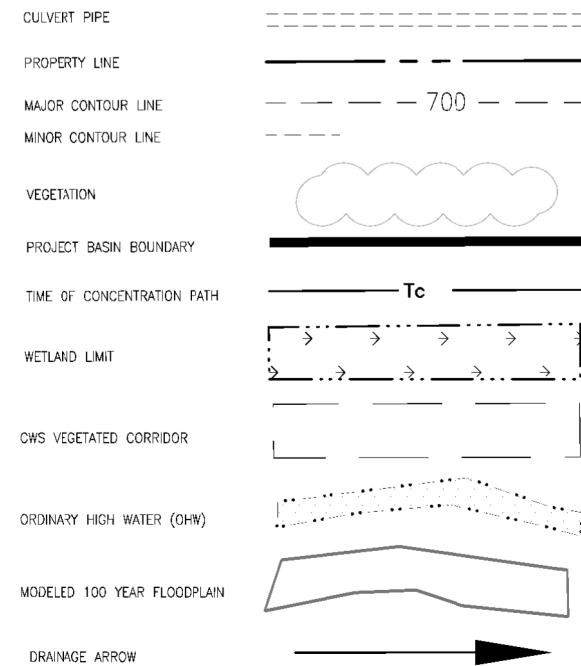 CULVERT PIPE
PROPERTY LINE
MAJOR CONTOUR LINE 700
MINOR CONTOUR LINE
VEGETATION
PROJECT BASIN BOUNDARY
TIME OF CONCENTRATION PATH Tc
WETLAND LIMIT
CWS VEGETATED CORRIDOR
ORDINARY HIGH WATER (OHW)
MODELED 100 YEAR FLOODPLAIN
DRAINAGE ARROW